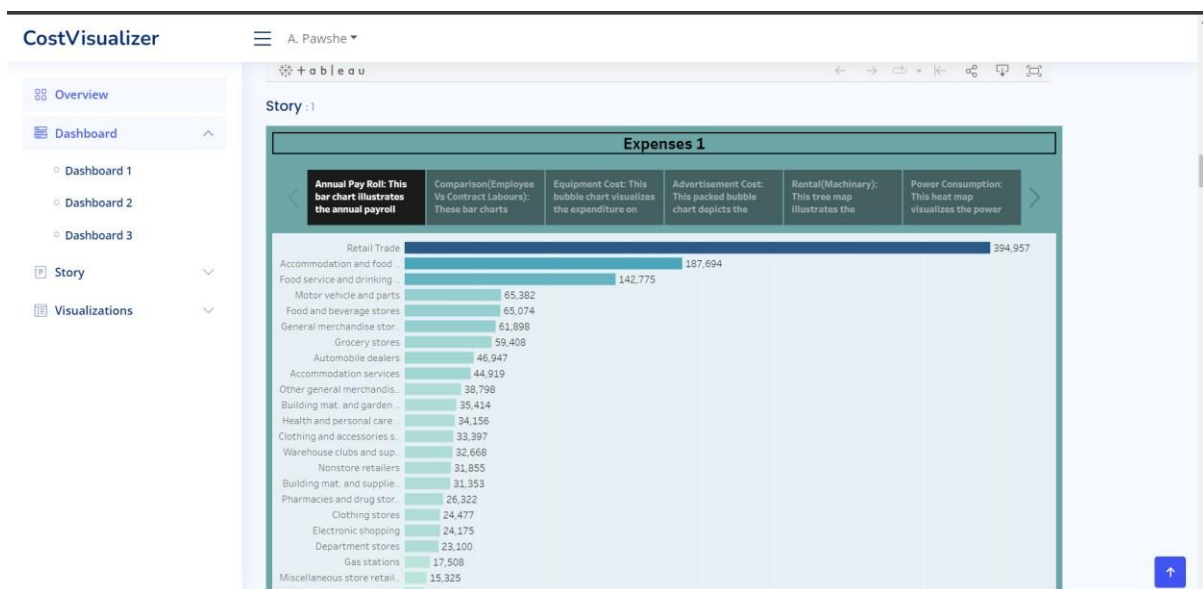 CostVisualizer
A. Pawshe
Overview
Dashboard
Dashboard 1
Dashboard 2
Dashboard 3
Story
Visualizations
+ableau
Story : 1
Expenses 1
Annual Pay Roll: This
bar chart illustrates
the annual payroll
Comparison(Employee
Vs Contract Labours):
These bar charts
Equipment Cost: This
bubble chart visualizes
the expenditure on
Advertisement Cost:
This packed bubble
chart depicts the
Rental(Machinary):
This tree map
illustrates the
Power Consumption:
This heat map
visualizes the power
Retail Trade 394,957
Accommodation and food .. 187,694
Food service and drinking .. 142,775
Motor vehicle and parts 65,382
Food and beverage stores 65,074
General merchandise stor.. 61,898
Grocery stores 59,408
Automobile dealers 46,947
Accommodation services 44,919
Other general merchandis.. 38,798
Building mat. and garden .. 35,414
Health and personal care .. 34,156
Clothing and accessories s.. 33,397
Warehouse clubs and sup.. 32,668
Nonstore retailers 31,855
Building mat. and supplie.. 31,353
Pharmacies and drug stor.. 26,322
Clothing stores 24,477
Electronic shopping 24,175
Department stores 23,100
Gas stations 17,508
Miscellaneous store retail.. 15,325